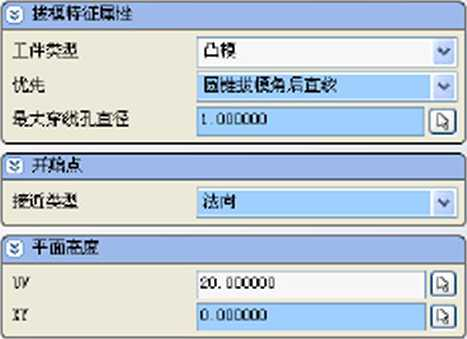 拔模特征属性
工件类型 凸模
优先 圆锥拔模角后直纹
最大穿线孔直径 1.000000
开始点
接近类型 法向
平面高度
UV 20.000000
XY 0.000000